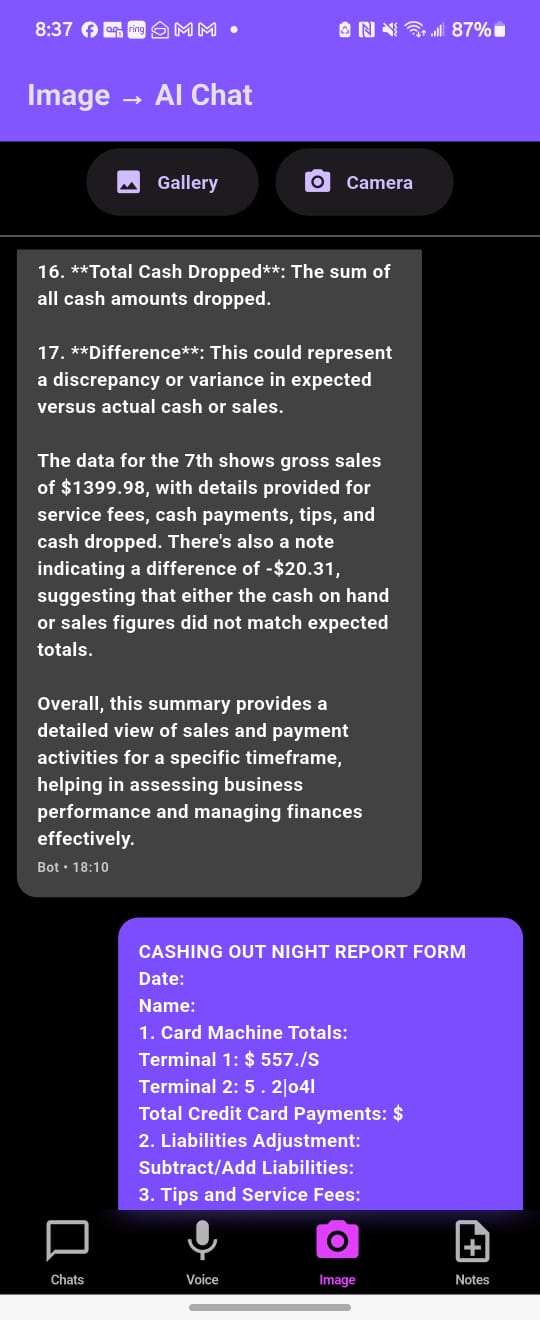 8:37
ring
87%
Image → AI Chat
Gallery
Camera
16. **Total Cash Dropped**: The sum of
all cash amounts dropped.
17. **Difference**: This could represent
a discrepancy or variance in expected
versus actual cash or sales.
The data for the 7th shows gross sales
of $1399.98, with details provided for
service fees, cash payments, tips, and
cash dropped. There's also a note
indicating a difference of -$20.31,
suggesting that either the cash on hand
or sales figures did not match expected
totals.
Overall, this summary provides a
detailed view of sales and payment
activities for a specific timeframe,
helping in assessing business
performance and managing finances
effectively.
Bot • 18:10
CASHING OUT NIGHT REPORT FORM
Date:
Name:
1. Card Machine Totals:
Terminal 1: $ 557./S
Terminal 2: 5 . 2|o4l
Total Credit Card Payments: $
2. Liabilities Adjustment:
Subtract/Add Liabilities:
3. Tips and Service Fees:
Chats
Voice
Image
Notes